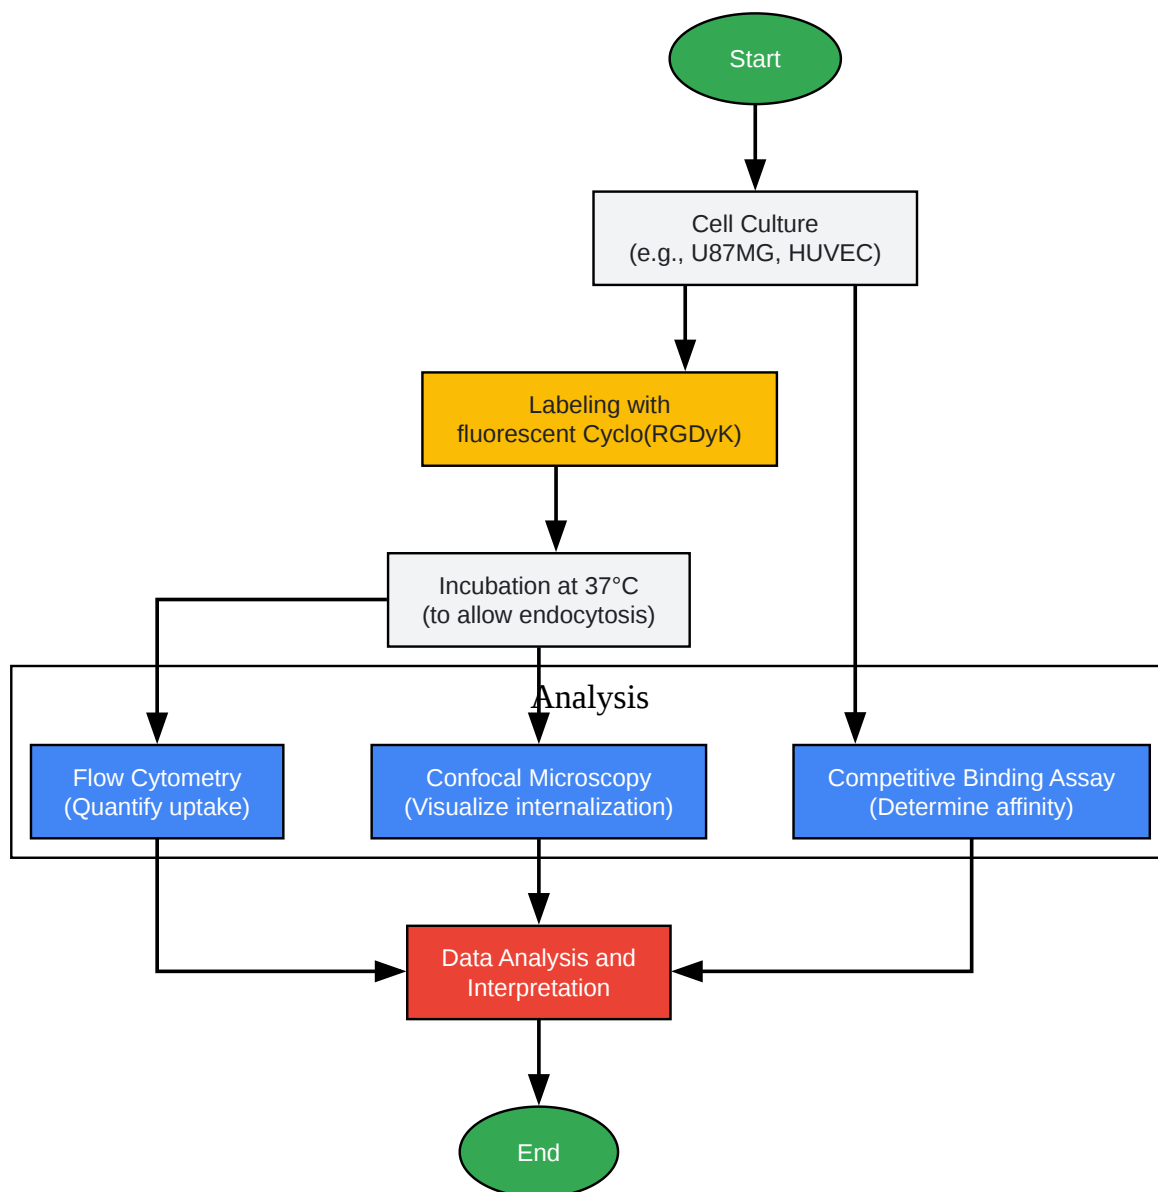 Start
Cell Culture
(e.g., U87MG, HUVEC)
Labeling with
fluorescent Cyclo(RGDyK)
Incubation at 37°C
(to allow endocytosis)
Analysis
Flow Cytometry
(Quantify uptake)
Confocal Microscopy
(Visualize internalization)
Competitive Binding Assay
(Determine affinity)
Data Analysis and
Interpretation
End